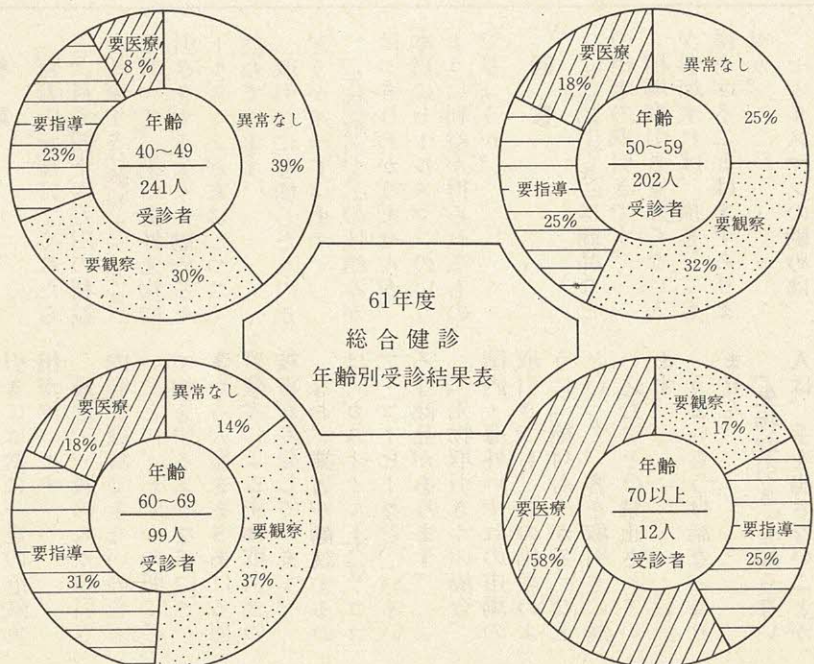 要医療
8%
異常なし
39%
要指導
23%
要観察
30%
年齢
40〜49
241人
受診者
要医療
18%
異常なし
25%
要指導
25%
要観察
32%
年齢
50〜59
202人
受診者
61年度
総合健診
年齢別受診結果表
要医療
18%
異常なし
14%
要指導
31%
要観察
37%
年齢
60〜69
99人
受診者
要観察
17%
要医療
58%
要指導
25%
年齢
70以上
12人
受診者